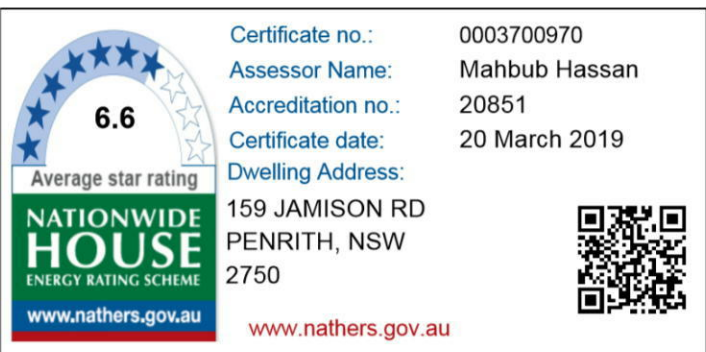 6.6
Average star rating
NATIONWIDE
HOUSE
ENERGY RATING SCHEME
www.nathers.gov.au
Certificate no.: 0003700970
Assessor Name: Mahbub Hassan
Accreditation no.: 20851
Certificate date: 20 March 2019
Dwelling Address:
159 JAMISON RD
PENRITH, NSW
2750
www.nathers.gov.au